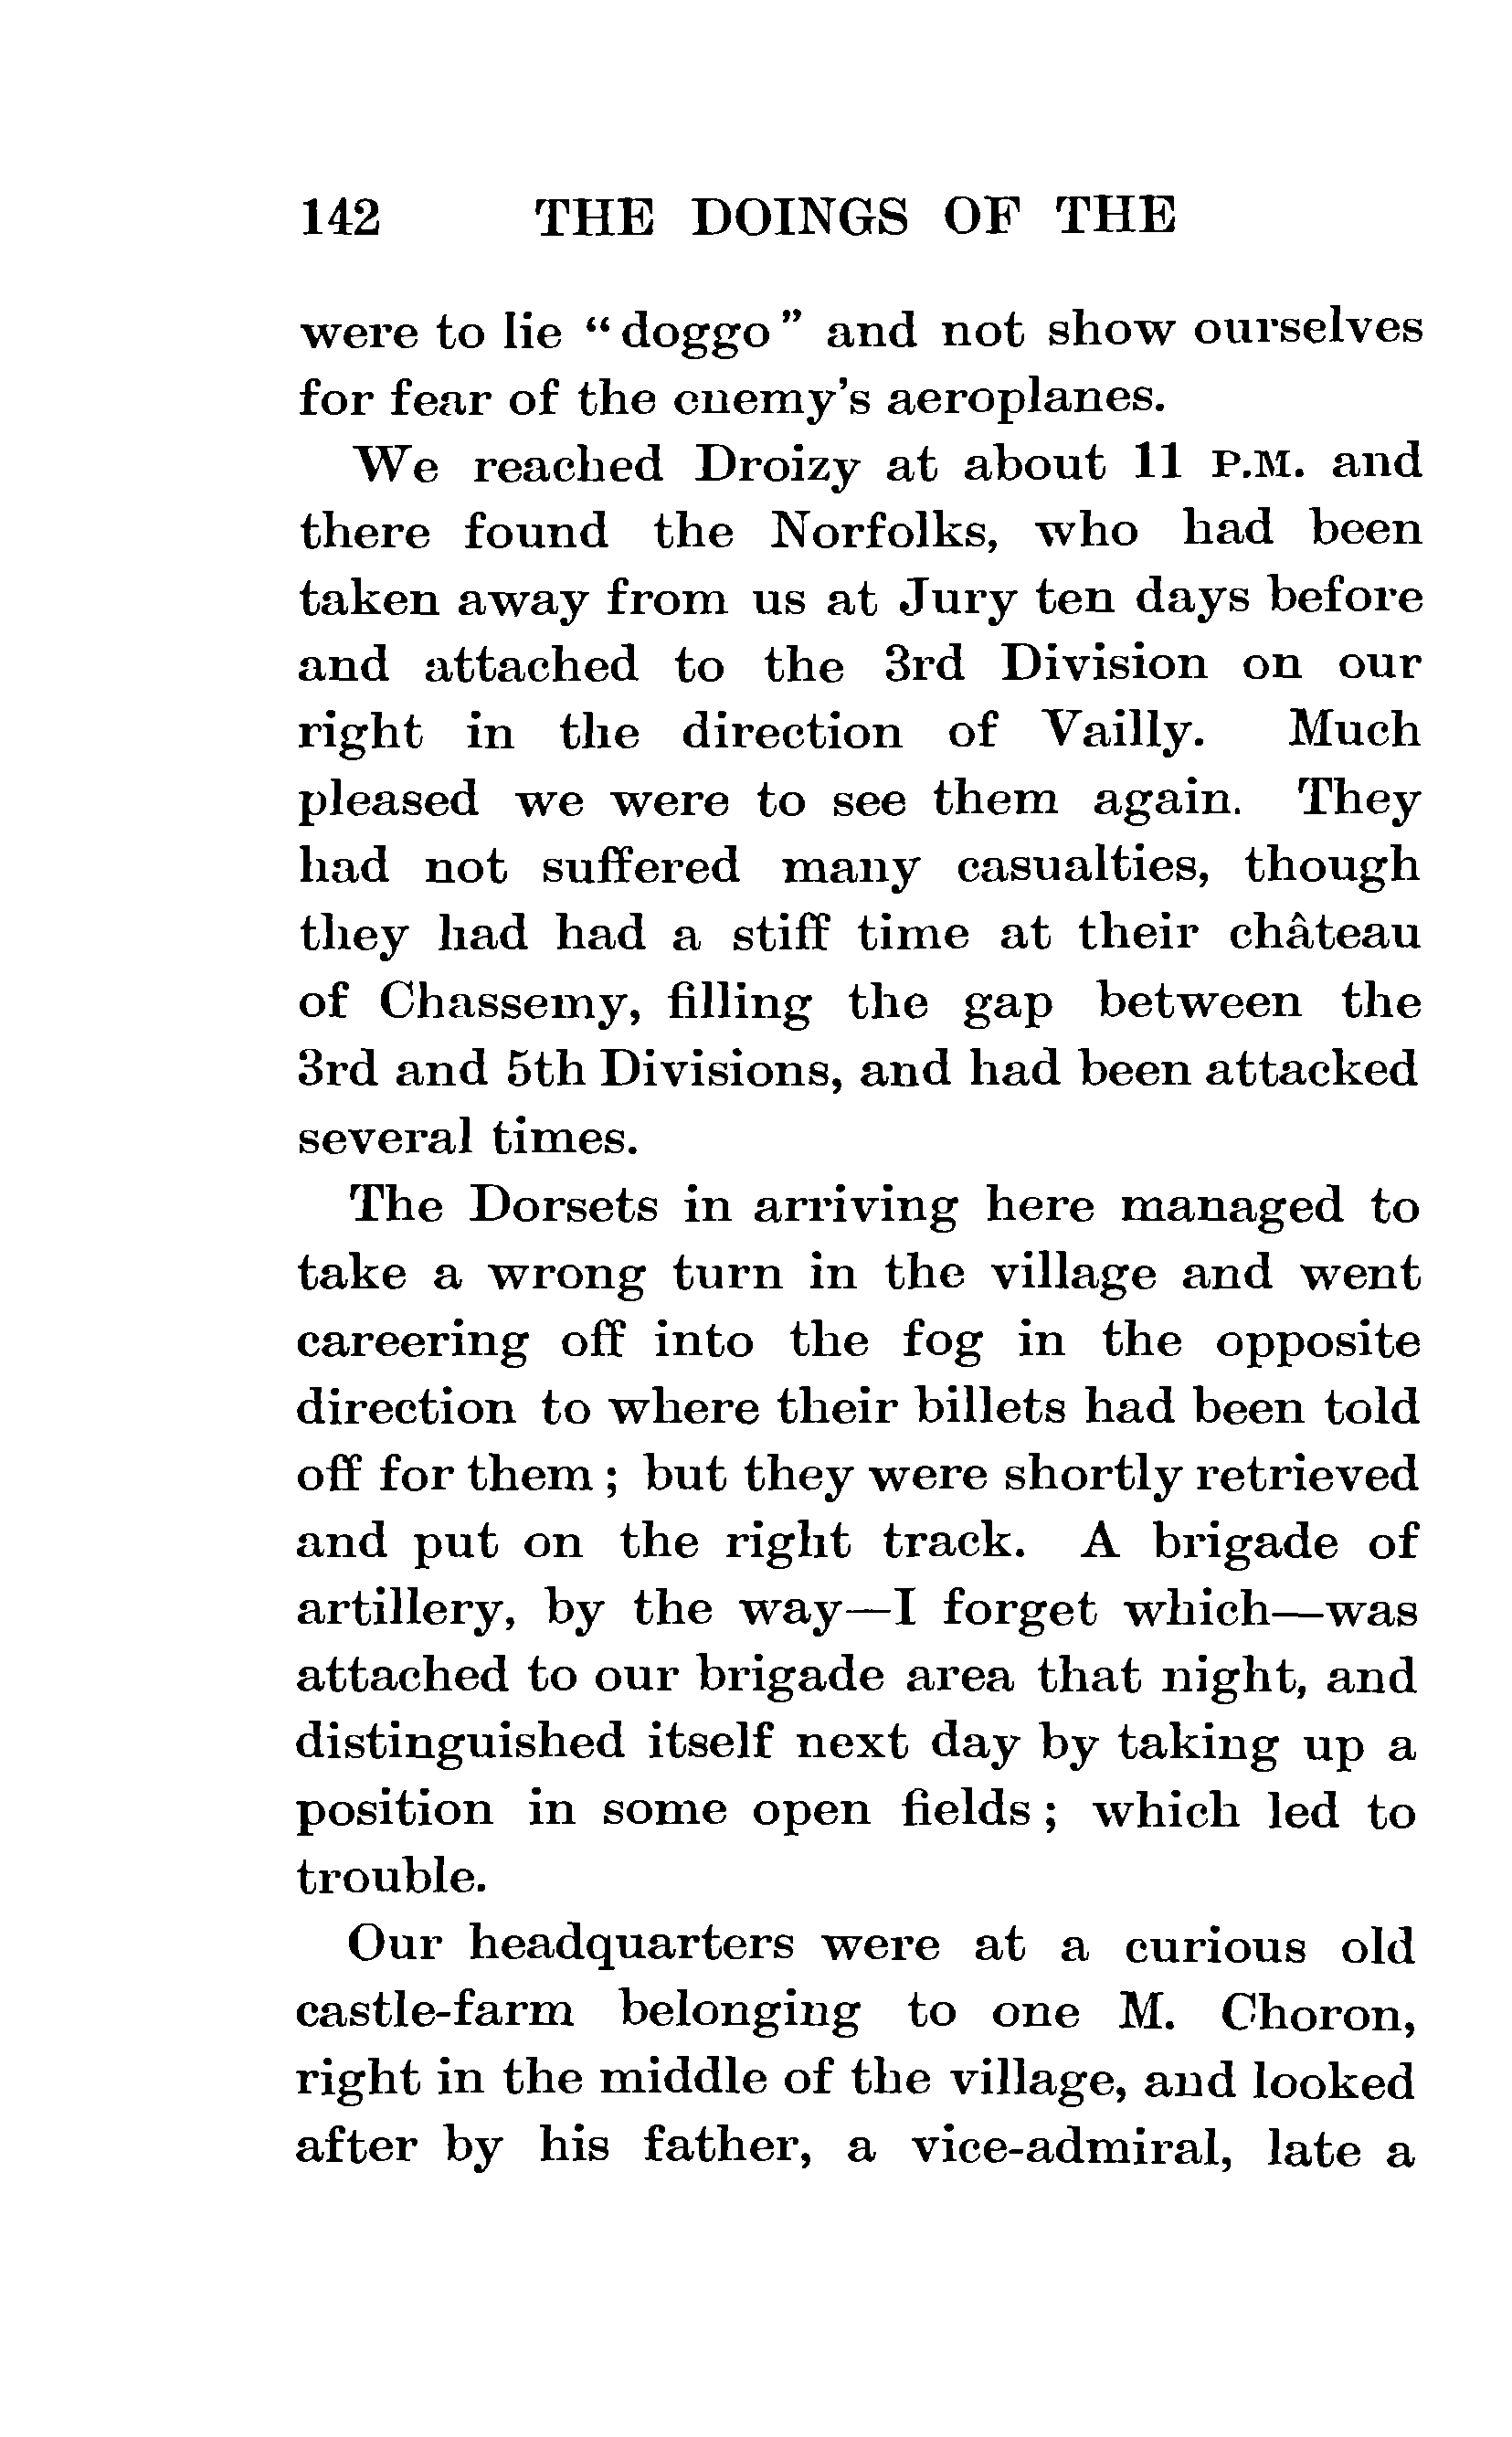 142 THE DOINGS OF THE
were to lie “doggo” and not show ourselves
for fear of the enemy's aeroplanes.
We reached Droizy at about 11 P.M. and
there found the Norfolks, who had been
taken away from us at Jury ten days before
and attached to the 3rd Division on our
right in the direction of Vailly. Much
pleased we were to see them again. They
had not suffered many casualties, though
they had had a stiff time at their château
of Chassemy, filling the gap between the
3rd and 5th Divisions, and had been attacked
several times.
The Dorsets in arriving here managed to
take a wrong turn in the village and went
careering off into the fog in the opposite
direction to where their billets had been told
off for them; but they were shortly retrieved
and put on the right track. A brigade of
artillery, by the way—I forget which—was
attached to our brigade area that night, and
distinguished itself next day by taking up a
position in some open fields; which led to
trouble.
Our headquarters were at a curious old
castle-farm belonging to one M. Choron,
right in the middle of the village, and looked
after by his father, a vice-admiral, late a